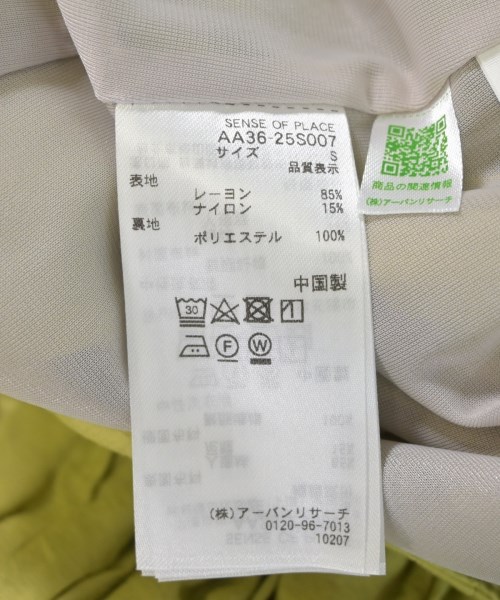 SENSE OF PLACE
AA36-25S007
サイズ S
品質表示
表地
レーヨン 85%
ナイロン 15%
裏地
ポリエステル 100%
中国製
30
F
W
(株)アーバンリサーチ
0120-96-7013
10207
商品の関連情報
(株)アーバンリサーチ